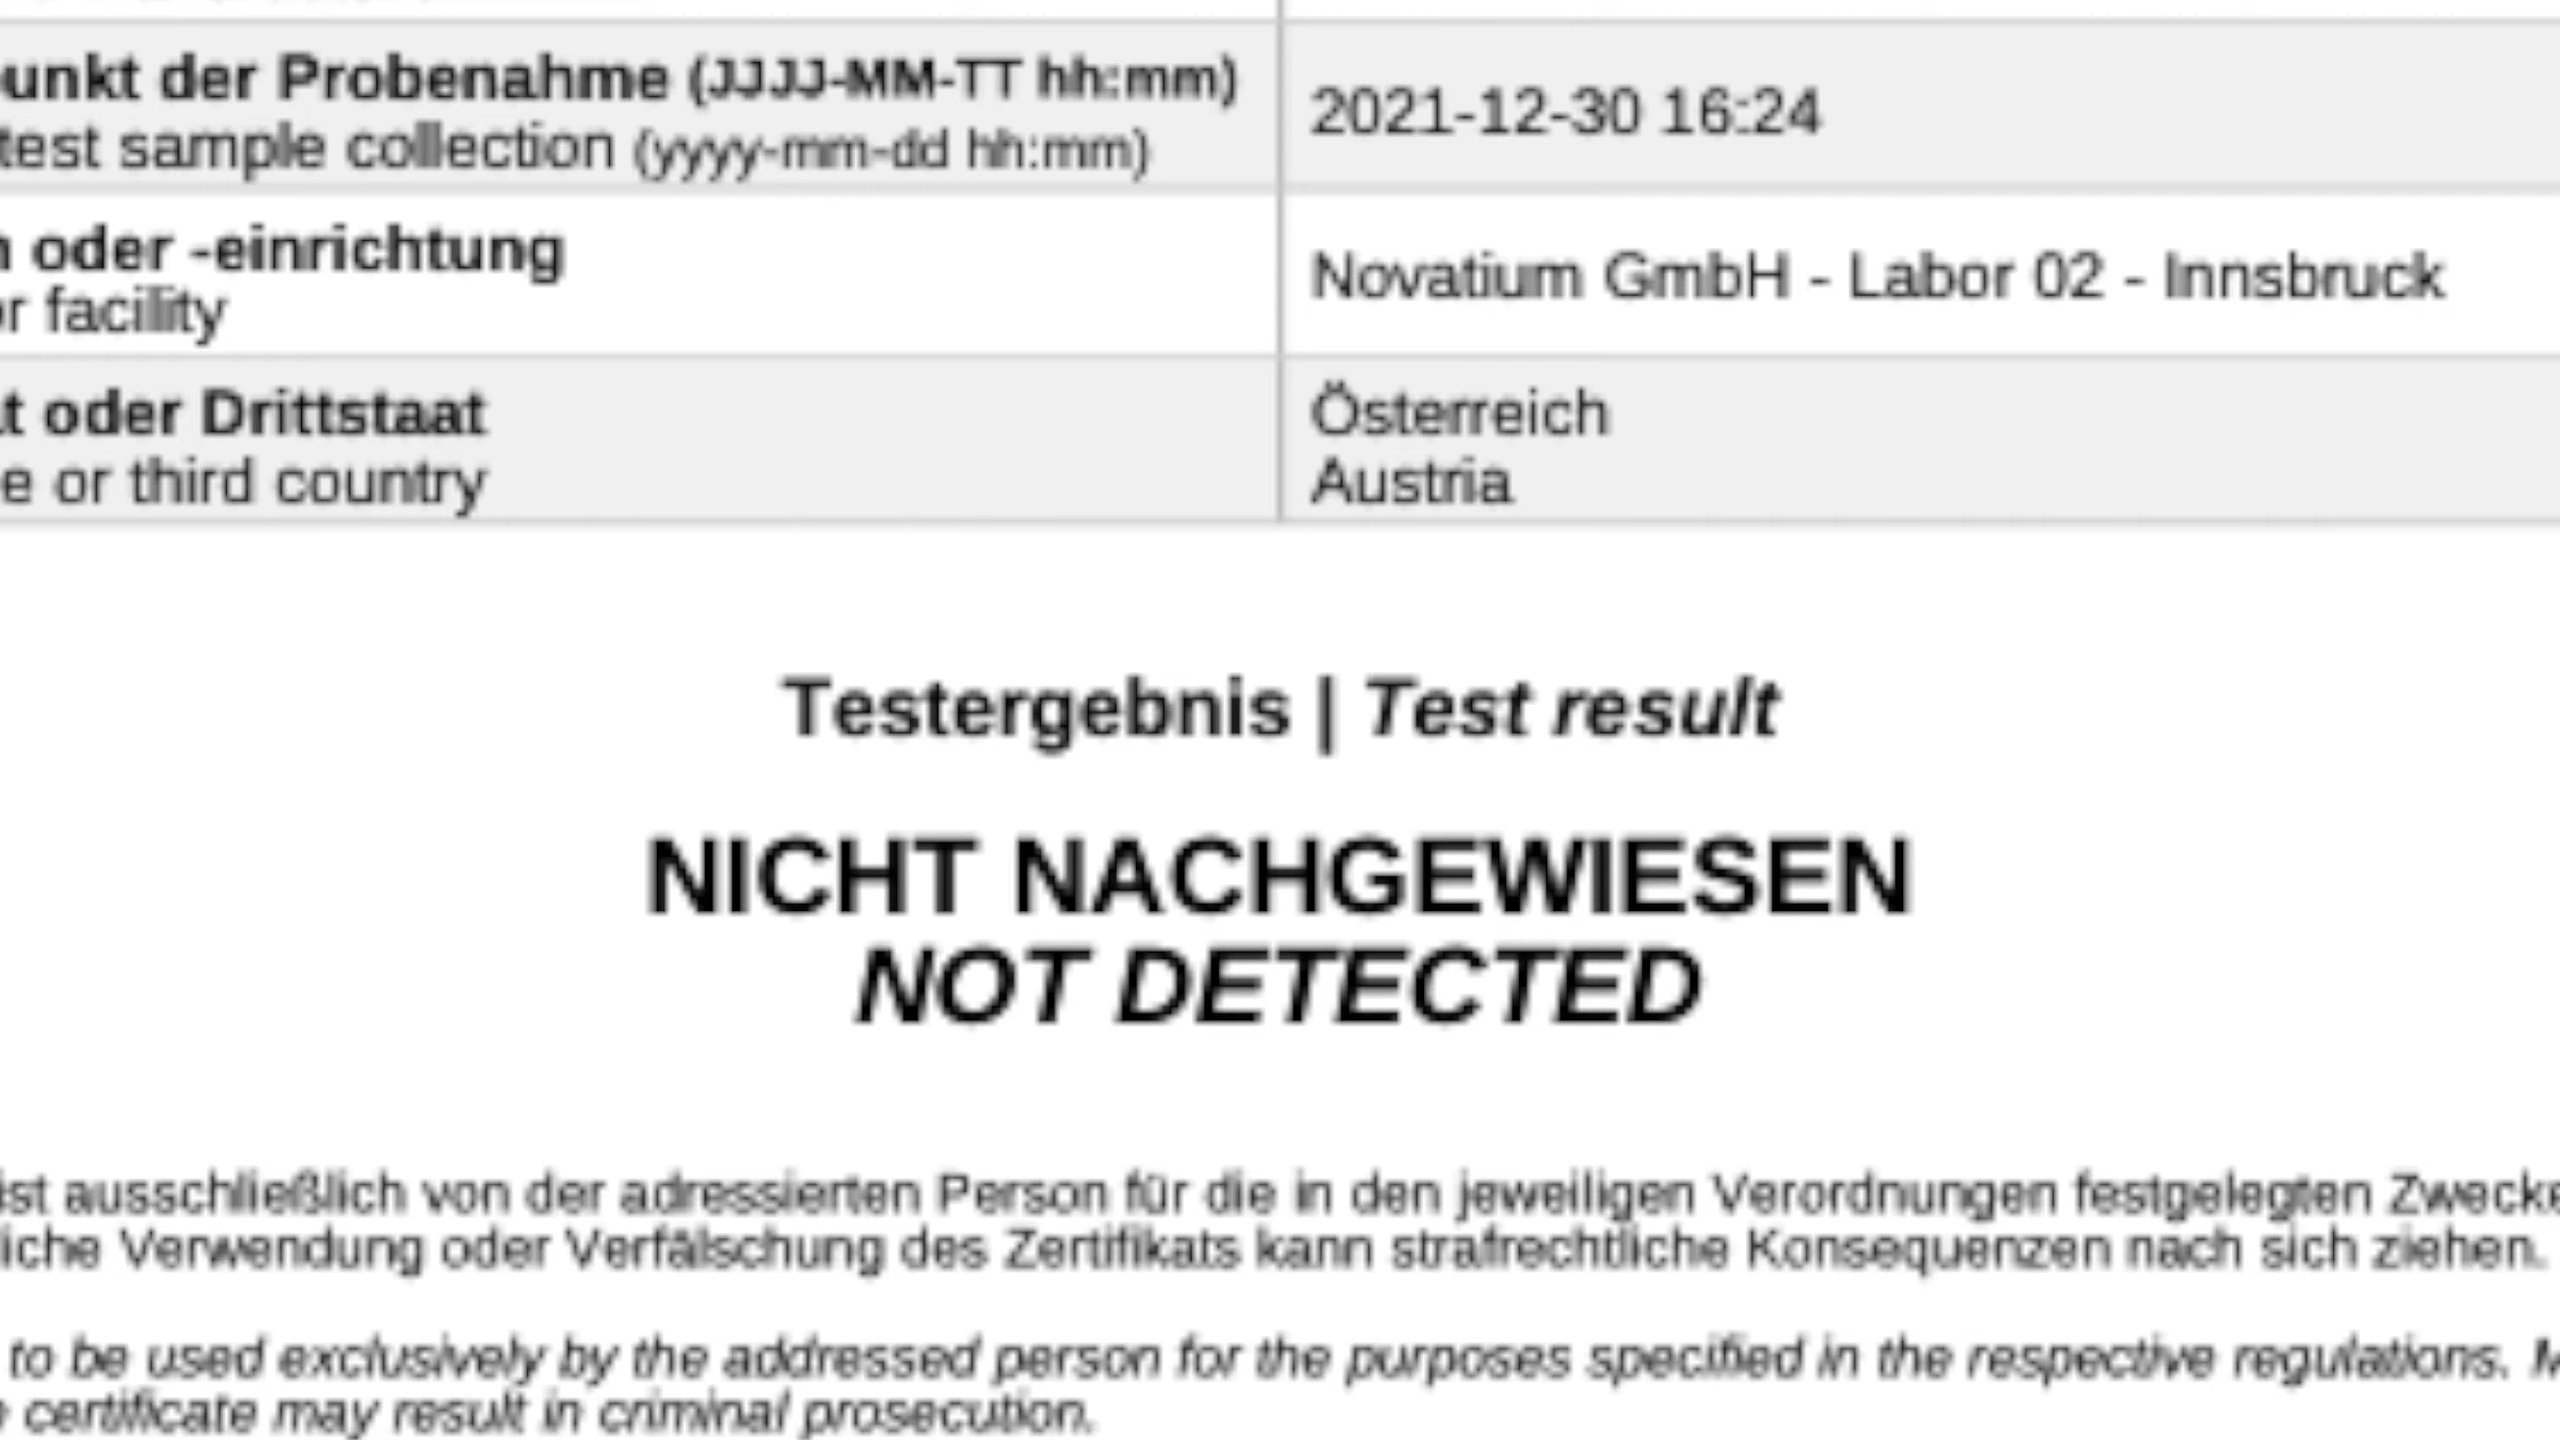 punkt der Probenahme (JJJJ-MM-TT hh:mm)
test sample collection (yyyy-mm-dd hh:mm)
2021-12-30 16:24
oder -einrichtung
or facility
Novatium GmbH - Labor 02 - Innsbruck
oder Drittstaat
or third country
Österreich
Austria
Testergebnis | Test result
NICHT NACHGEWIESEN
NOT DETECTED
ist ausschließlich von der adressierten Person für die in den jeweiligen Verordnungen festgelegten Zwecke
liche Verwendung oder Verfälschung des Zertifikats kann strafrechtliche Konsequenzen nach sich ziehen.
to be used exclusively by the addressed person for the purposes specified in the respective regulations.
certificate may result in criminal prosecution.